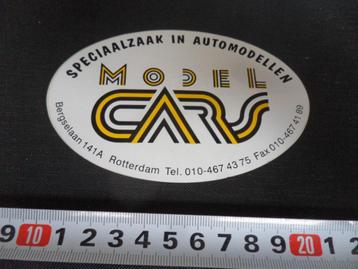 SPECIAALZAAK IN AUTOMODELLEN
MODEL
CARS
Bergselaan 141A Rotterdam Tel. 010-467 43 75 Fax 010-467 41 89
9 10 1 2 3 4 5 6 7 8 9 20 1